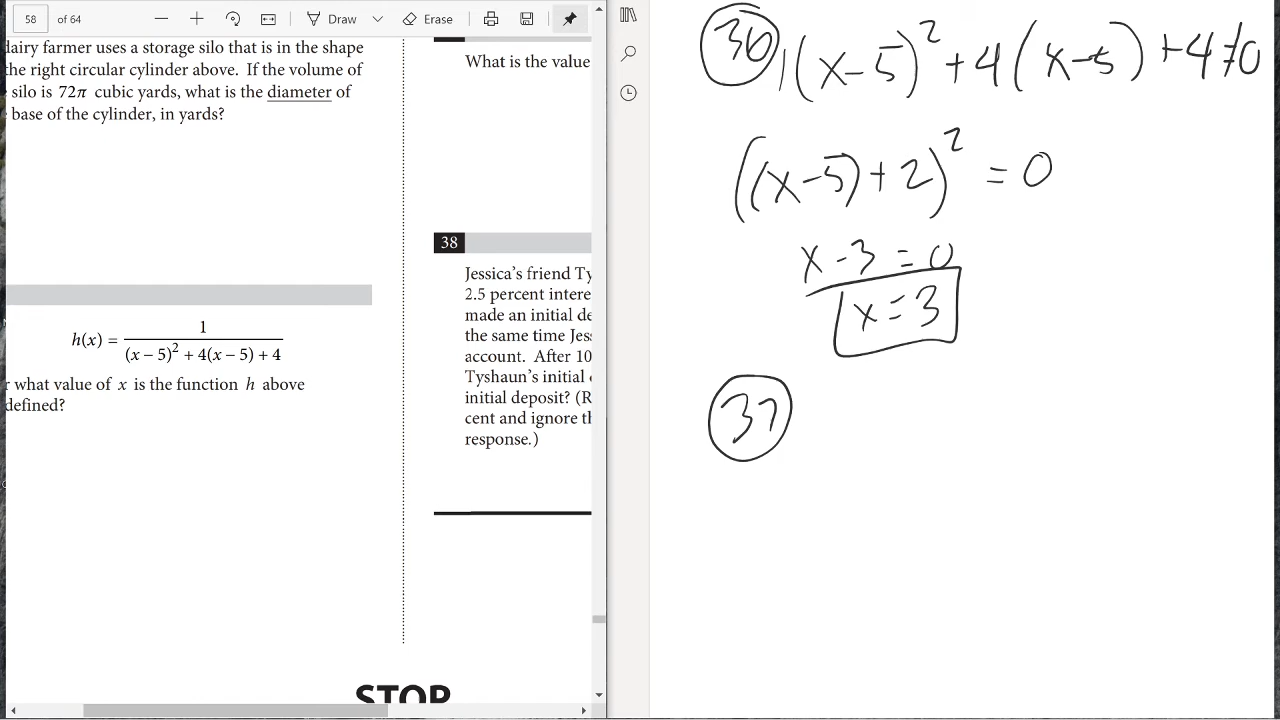 58 of 64
Draw
Erase
dairy farmer uses a storage silo that is in the shape
the right circular cylinder above. If the volume of
silo is 72π cubic yards, what is the diameter of
base of the cylinder, in yards?
h(x) = 1 / (x − 5)² + 4(x − 5) + 4
r what value of x is the function h above
defined?
What is the value
38
Jessica's friend Ty
2.5 percent intere
made an initial de
the same time Jes
account. After 10
Tyshaun's initial
initial deposit? (R
cent and ignore th
response.)
STOP
36 1(x-5)² + 4(x-5) + 4 ≠ 0
((x-5)+2)² = 0
x - 3 = 0
x = 3
37